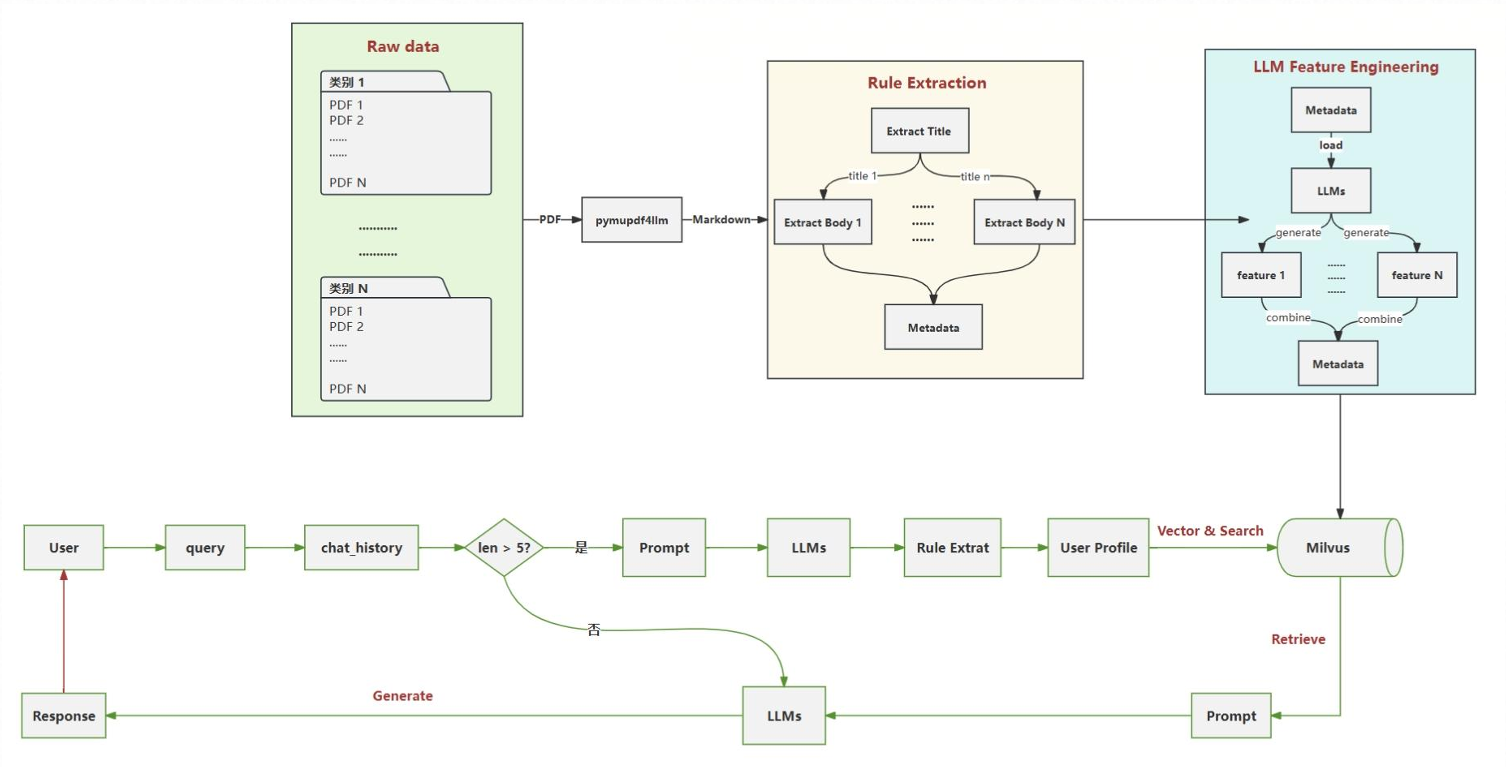 Raw data
类别 1
PDF 1
PDF 2
......
......
PDF N
...........
...........
类别 N
PDF 1
PDF 2
......
......
PDF N
PDF
pymupdf4llm
Markdown
Rule Extraction
Extract Title
title 1
title n
Extract Body 1
......
......
......
Extract Body N
Metadata
LLM Feature Engineering
Metadata
load
LLMs
generate
generate
feature 1
......
......
......
feature N
combine
combine
Metadata
User
query
chat_history
len > 5?
是
Prompt
LLMs
Rule Extrat
User Profile
Vector & Search
Milvus
否
Retrieve
Response
Generate
LLMs
Prompt